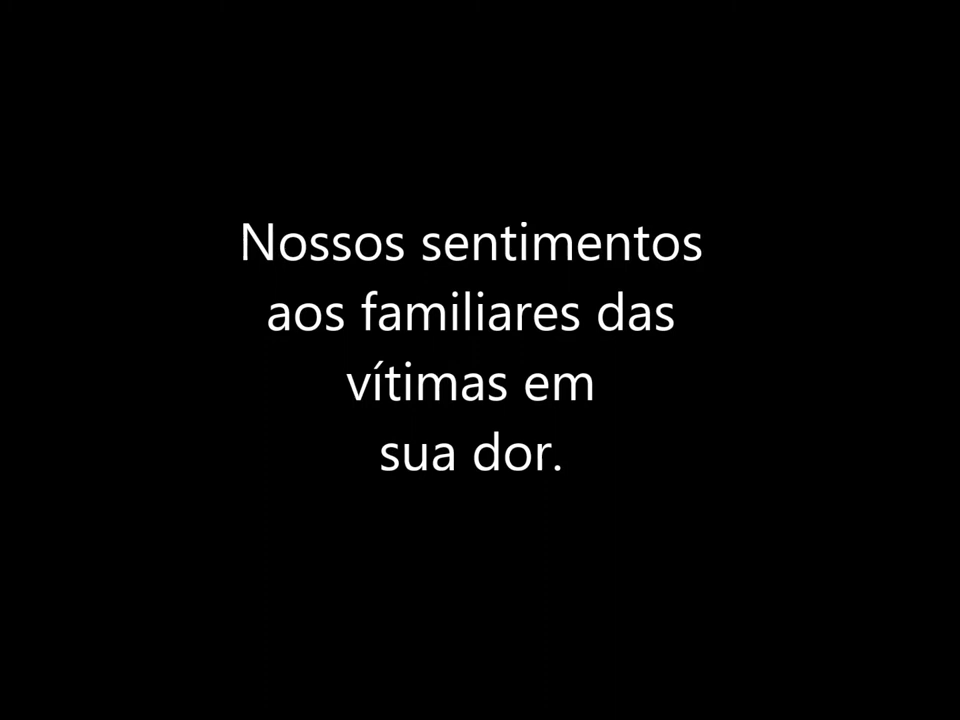 Nossos sentimentos
aos familiares das
vítimas em
sua dor.